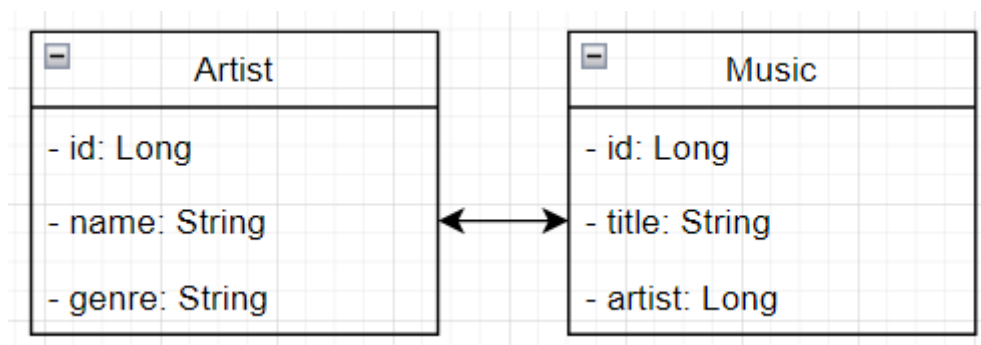 Artist
- id: Long
- name: String
- genre: String
Music
- id: Long
- title: String
- artist: Long